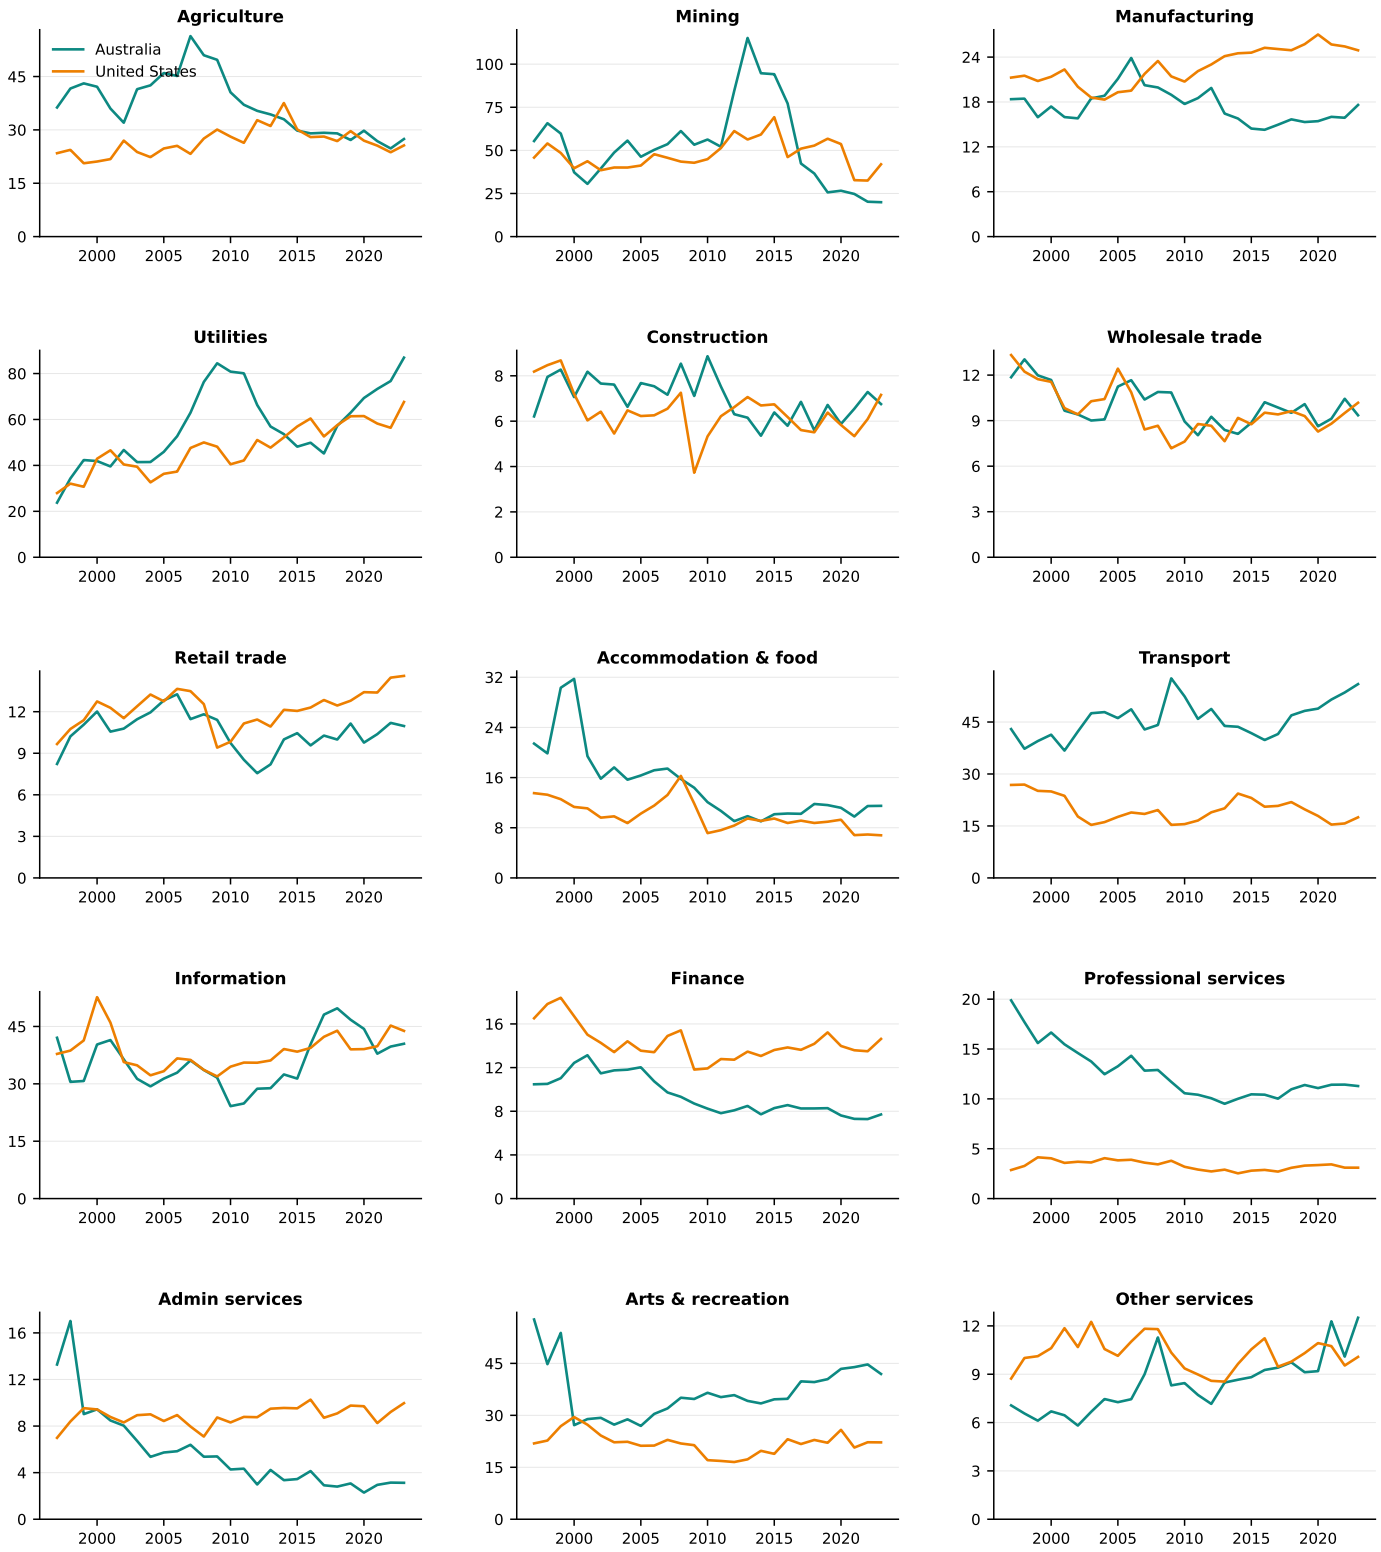 Agriculture
Mining
Manufacturing
Australia
United States
45
30
15
0
2000 2005 2010 2015 2020
100
75
50
25
0
2000 2005 2010 2015 2020
24
18
12
6
0
2000 2005 2010 2015 2020
Utilities
Construction
Wholesale trade
80
60
40
20
0
2000 2005 2010 2015 2020
8
6
4
2
0
2000 2005 2010 2015 2020
12
9
6
3
0
2000 2005 2010 2015 2020
Retail trade
Accommodation & food
Transport
12
9
6
3
0
2000 2005 2010 2015 2020
32
24
16
8
0
2000 2005 2010 2015 2020
45
30
15
0
2000 2005 2010 2015 2020
Information
Finance
Professional services
45
30
15
0
2000 2005 2010 2015 2020
16
12
8
4
0
2000 2005 2010 2015 2020
20
15
10
5
0
2000 2005 2010 2015 2020
Admin services
Arts & recreation
Other services
16
12
8
4
0
2000 2005 2010 2015 2020
45
30
15
0
2000 2005 2010 2015 2020
12
9
6
3
0
2000 2005 2010 2015 2020